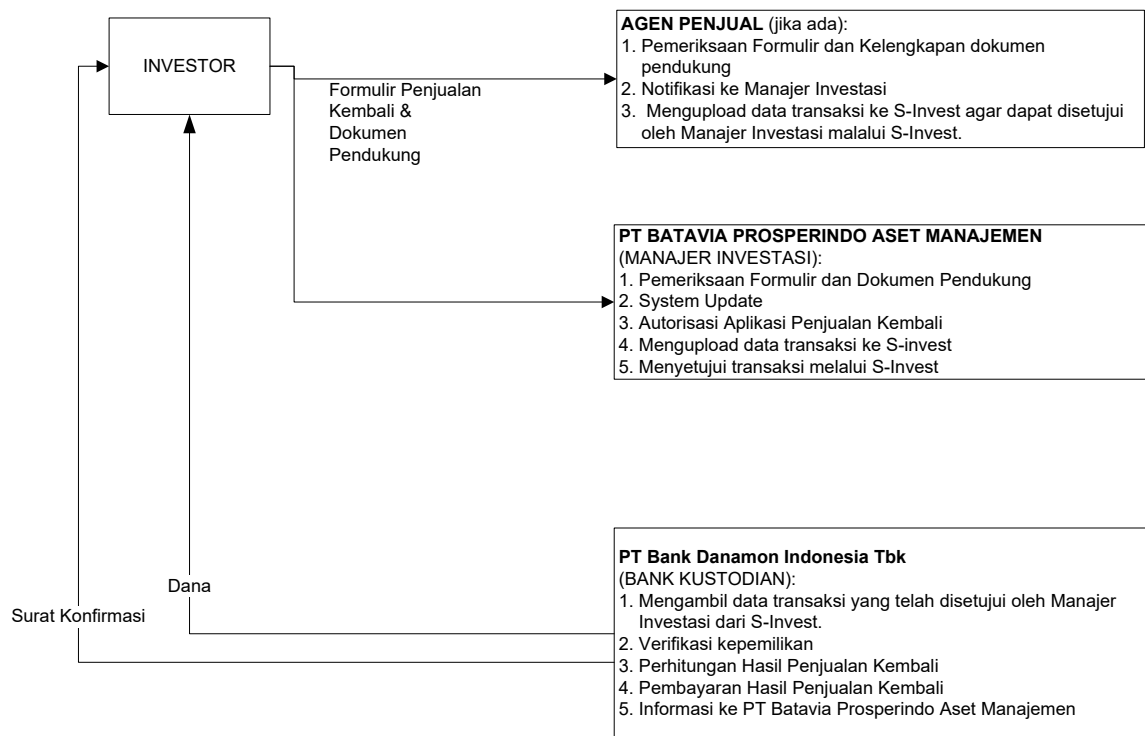 INVESTOR
Formulir Penjualan
Kembali &
Dokumen
Pendukung
AGEN PENJUAL (jika ada):
1. Pemeriksaan Formulir dan Kelengkapan dokumen
pendukung
2. Notifikasi ke Manajer Investasi
3. Mengupload data transaksi ke S-Invest agar dapat disetujui
oleh Manajer Investasi malalui S-Invest.
PT BATAVIA PROSPERINDO ASET MANAJEMEN
(MANAJER INVESTASI):
1. Pemeriksaan Formulir dan Dokumen Pendukung
2. System Update
3. Autorisasi Aplikasi Penjualan Kembali
4. Mengupload data transaksi ke S-invest
5. Menyetujui transaksi melalui S-Invest
Dana
Surat Konfirmasi
PT Bank Danamon Indonesia Tbk
(BANK KUSTODIAN):
1. Mengambil data transaksi yang telah disetujui oleh Manajer
Investasi dari S-Invest.
2. Verifikasi kepemilikan
3. Perhitungan Hasil Penjualan Kembali
4. Pembayaran Hasil Penjualan Kembali
5. Informasi ke PT Batavia Prosperindo Aset Manajemen